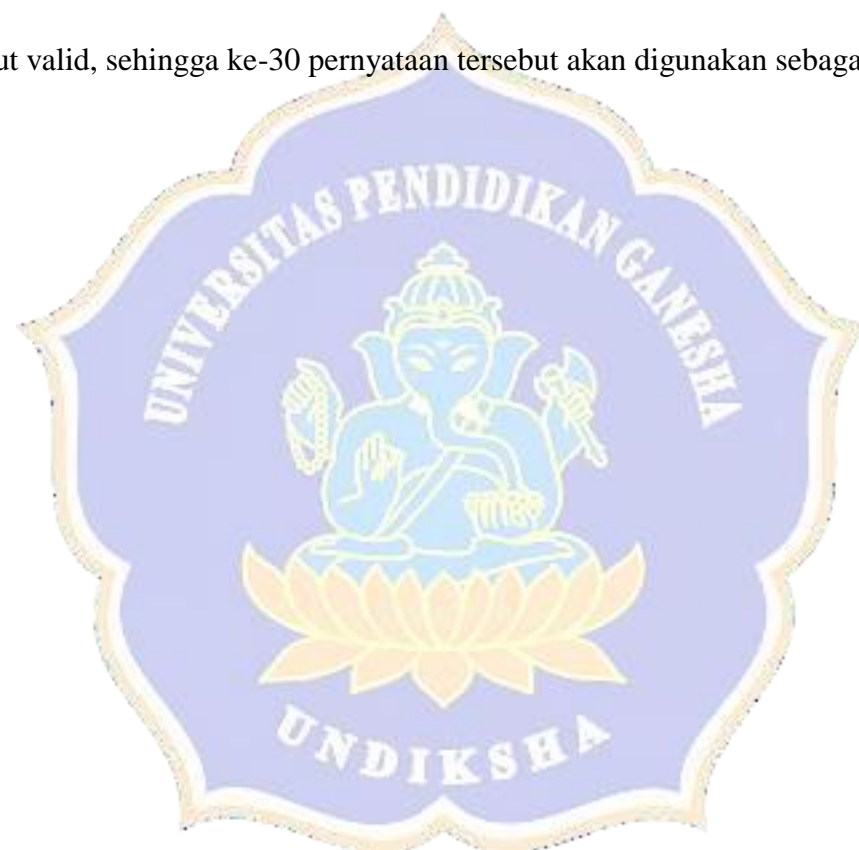 ut valid, sehingga ke-30 pernyataan tersebut akan digunakan sebaga
UNIVERSITAS PENDIDIKAN GANESHA
UNDIKSHA